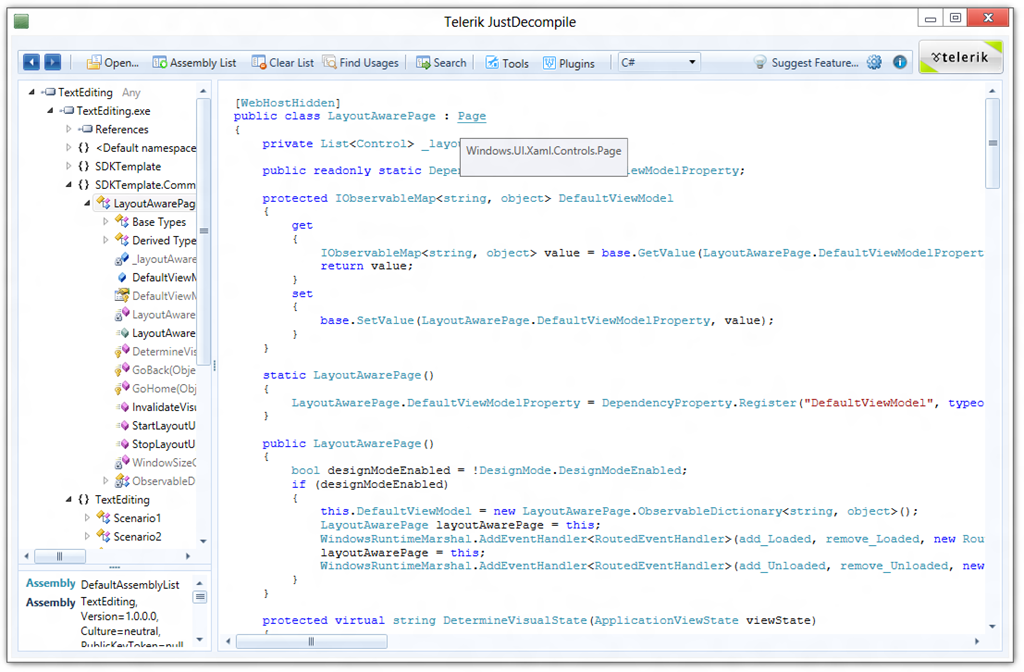 Telerik JustDecompile
Open... Assembly List Clear List Find Usages Search Tools Plugins C# Suggest Feature... telerik
TextEditing Any
TextEditing.exe
References
{} <Default namespace
{} SDKTemplate
{} SDKTemplate.Comm
LayoutAwarePag
Base Types
Derived Type
_layoutAware
DefaultViewM
DefaultViewM
LayoutAware
LayoutAware
DetermineVis
GoBack(Obje
GoHome(Obj
InvalidateVisu
StartLayoutU
StopLayoutU
WindowSizeC
ObservableD
{} TextEditing
Scenario1
Scenario2
Assembly DefaultAssemblyList
Assembly TextEditing,
Version=1.0.0.0,
Culture=neutral,
PublicKeyToken=null
[WebHostHidden]
public class LayoutAwarePage : Page
{
private List<Control> _layou
Windows.UI.Xaml.Controls.Page
public readonly static Depe ewModelProperty;
protected IObservableMap<string, object> DefaultViewModel
{
get
{
IObservableMap<string, object> value = base.GetValue(LayoutAwarePage.DefaultViewModelPropert
return value;
}
set
{
base.SetValue(LayoutAwarePage.DefaultViewModelProperty, value);
}
}
static LayoutAwarePage()
{
LayoutAwarePage.DefaultViewModelProperty = DependencyProperty.Register("DefaultViewModel", typeo
}
public LayoutAwarePage()
{
bool designModeEnabled = !DesignMode.DesignModeEnabled;
if (designModeEnabled)
{
this.DefaultViewModel = new LayoutAwarePage.ObservableDictionary<string, object>();
LayoutAwarePage layoutAwarePage = this;
WindowsRuntimeMarshal.AddEventHandler<RoutedEventHandler>(add_Loaded, remove_Loaded, new Rou
layoutAwarePage = this;
WindowsRuntimeMarshal.AddEventHandler<RoutedEventHandler>(add_Unloaded, remove_Unloaded, new
}
}
protected virtual string DetermineVisualState(ApplicationViewState viewState)
{